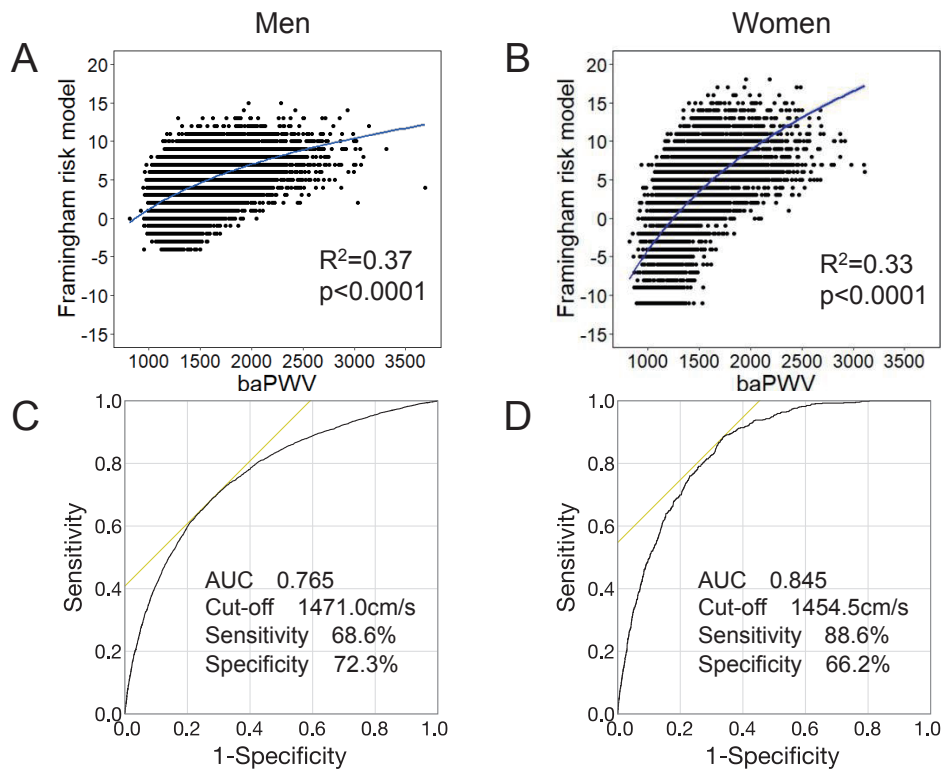 Men
Women
A
B
Framingham risk model
20
15
10
5
0
-5
-10
-15
R²=0.37
p<0.0001
1000 1500 2000 2500 3000 3500
baPWV
Framingham risk model
20
15
10
5
0
-5
-10
-15
R²=0.33
p<0.0001
1000 1500 2000 2500 3000 3500
baPWV
C
D
Sensitivity
1.0
0.8
0.6
0.4
0.2
0.0
AUC 0.765
Cut-off 1471.0cm/s
Sensitivity 68.6%
Specificity 72.3%
0.0 0.2 0.4 0.6 0.8 1.0
1-Specificity
Sensitivity
1.0
0.8
0.6
0.4
0.2
0.0
AUC 0.845
Cut-off 1454.5cm/s
Sensitivity 88.6%
Specificity 66.2%
0.0 0.2 0.4 0.6 0.8 1.0
1-Specificity